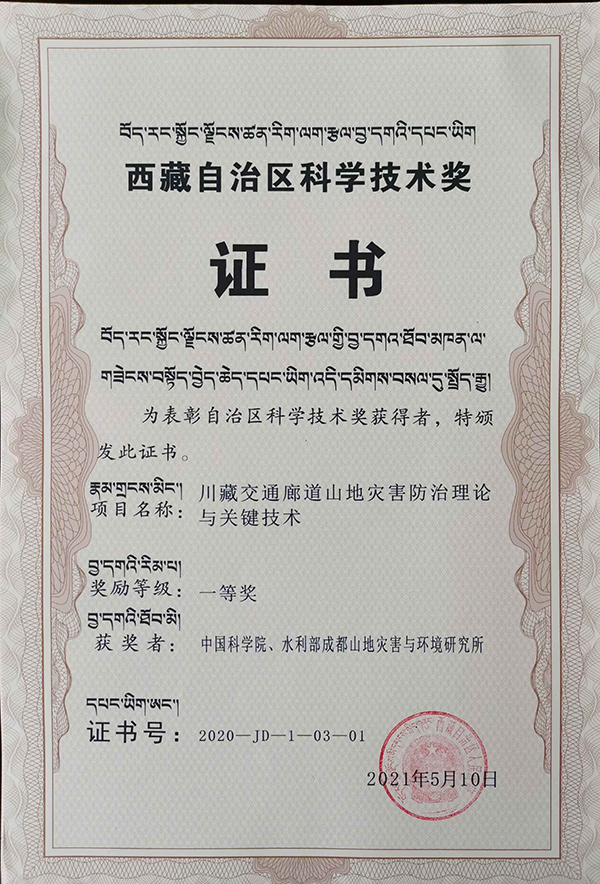 བོད་རང་སྐྱོང་ལྗོངས་ཚན་རིག་ལག་རྩལ་བྱ་དགའི་དཔང་ཡིག
西藏自治区科学技术奖
证 书
བོད་རང་སྐྱོང་ལྗོངས་ཚན་རིག་ལག་རྩལ་གྱི་བྱ་དགའ་ཐོབ་མཁན་ལ་
གཟེངས་བསྟོད་བྱེད་ཆེད་དཔང་ཡིག་འདི་དམིགས་བསལ་དུ་སྤྲོད་རྒྱུ།
为表彰自治区科学技术奖获得者，特颁
发此证书。
རྣམ་གྲངས་མིང་།
项目名称：川藏交通廊道山地灾害防治理论
与关键技术
བྱ་དགའི་རིམ་པ།
奖励等级：一等奖
བྱ་དགའི་ཐོབ་མི།
获 奖 者：中国科学院、水利部成都山地灾害与环境研究所
དཔང་ཡིག་ཨང་།
证书号：2020—JD—1—03—01
2021年5月10日